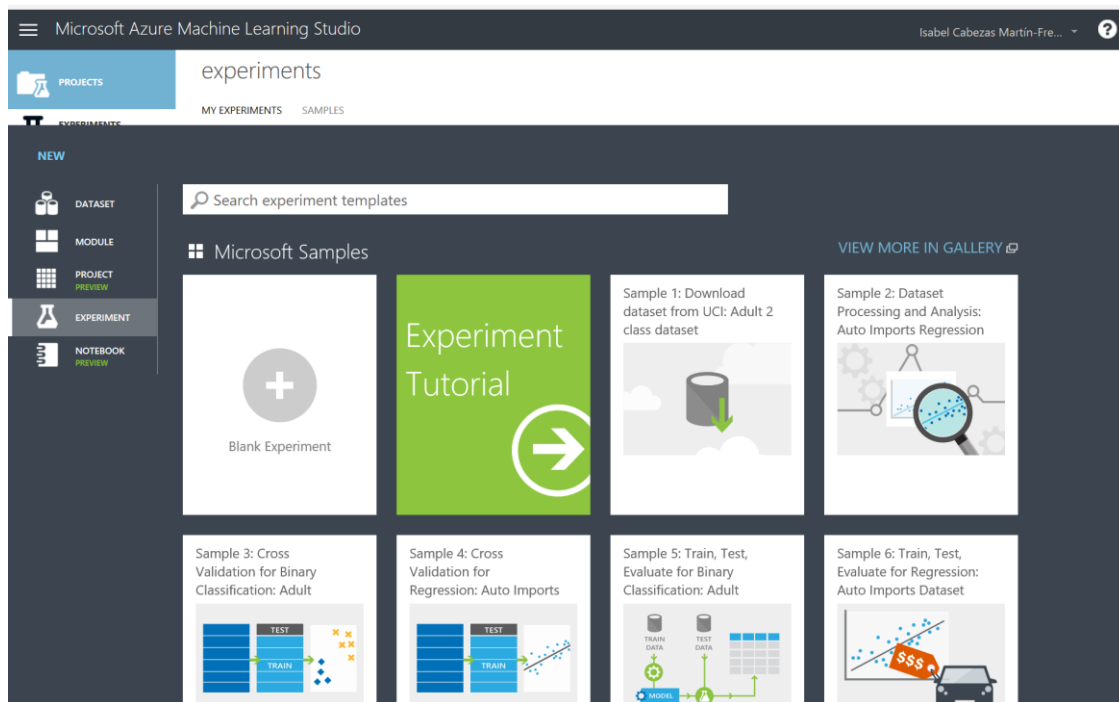 Microsoft Azure Machine Learning Studio
Isabel Cabezas Martín-Fre...
?
PROJECTS
experiments
MY EXPERIMENTS
SAMPLES
EXPERIMENTS
NEW
DATASET
MODULE
PROJECT
PREVIEW
EXPERIMENT
NOTEBOOK
PREVIEW
Search experiment templates
Microsoft Samples
VIEW MORE IN GALLERY
Blank Experiment
Experiment
Tutorial
Sample 1: Download
dataset from UCI: Adult 2
class dataset
Sample 2: Dataset
Processing and Analysis:
Auto Imports Regression
Sample 3: Cross
Validation for Binary
Classification: Adult
TEST
TRAIN
Sample 4: Cross
Validation for
Regression: Auto Imports
TEST
TRAIN
Sample 5: Train, Test,
Evaluate for Binary
Classification: Adult
TRAIN
DATA
TEST
DATA
MODEL
Sample 6: Train, Test,
Evaluate for Regression:
Auto Imports Dataset
$$$